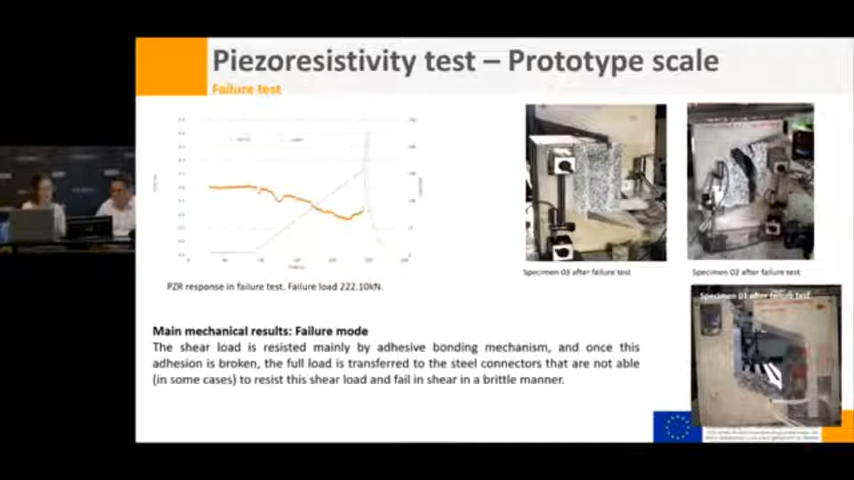 Piezoresistivity test – Prototype scale
Failure test
PZR response in failure test. Failure load 222.10kN.
Specimen 03 after failure test
Specimen 02 after failure test
Specimen 01 after failure test
Main mechanical results: Failure mode
The shear load is resisted mainly by adhesive bonding mechanism, and once this
adhesion is broken, the full load is transferred to the steel connectors that are not able
(in some cases) to resist this shear load and fail in shear in a brittle manner.